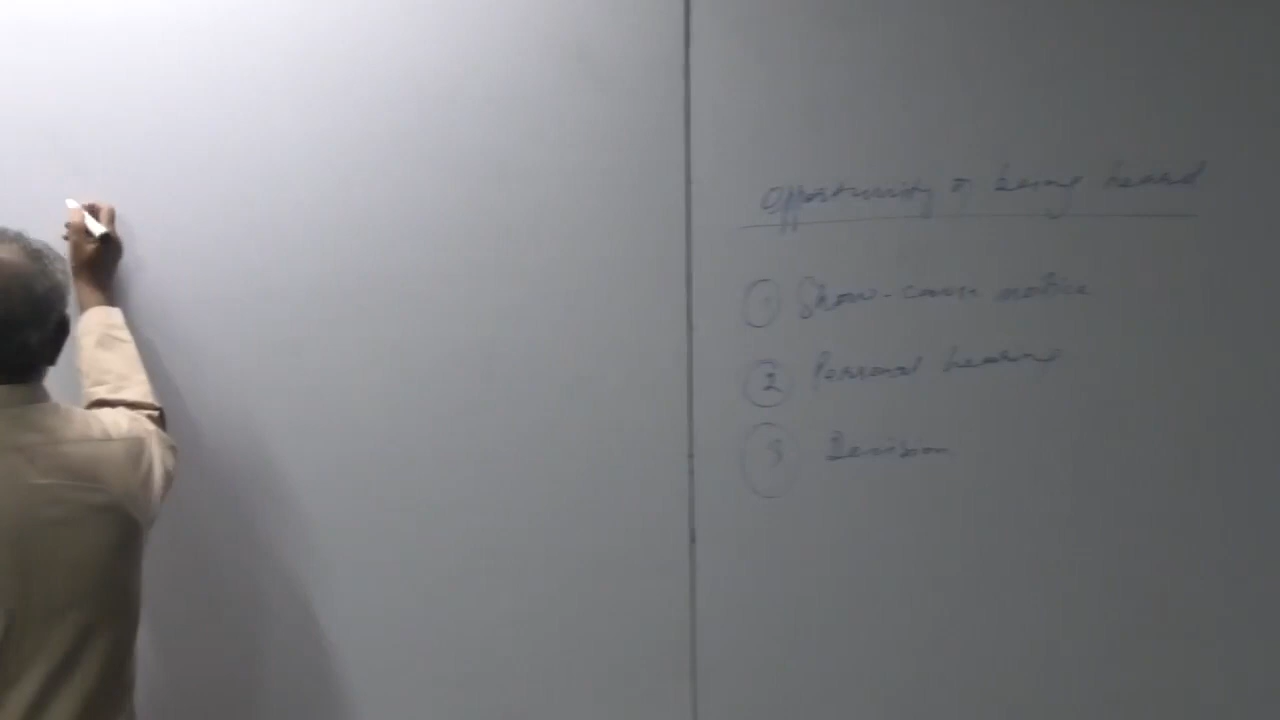 Opportunity of being heard
1 Show-cause notice
2 Personal hearing
3 Decision